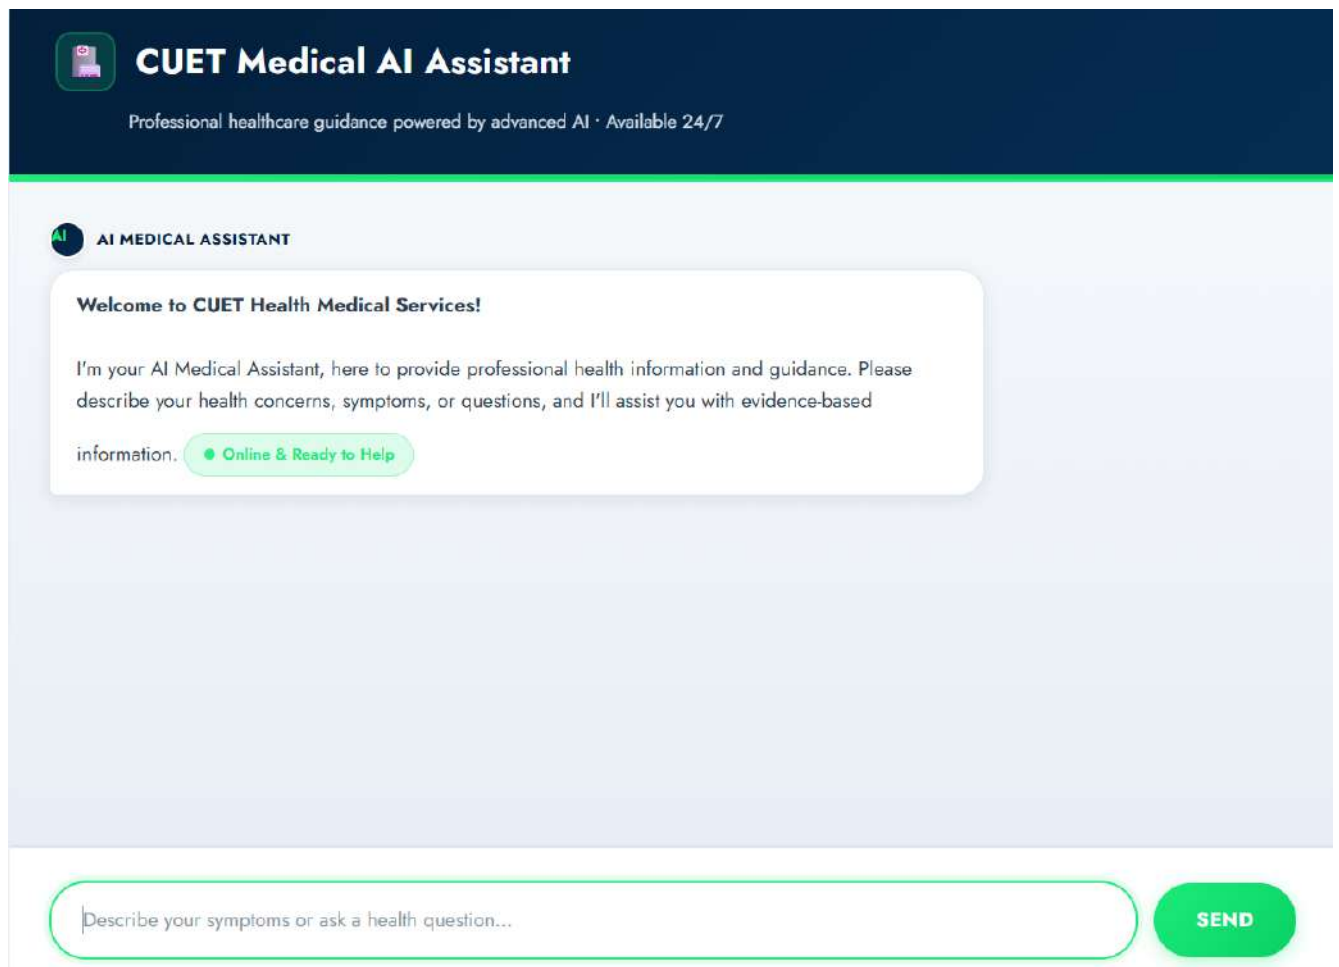 CUET Medical AI Assistant
Professional healthcare guidance powered by advanced AI · Available 24/7
AI
AI MEDICAL ASSISTANT
Welcome to CUET Health Medical Services!
I'm your AI Medical Assistant, here to provide professional health information and guidance. Please
describe your health concerns, symptoms, or questions, and I'll assist you with evidence-based
information. Online & Ready to Help
Describe your symptoms or ask a health question...
SEND